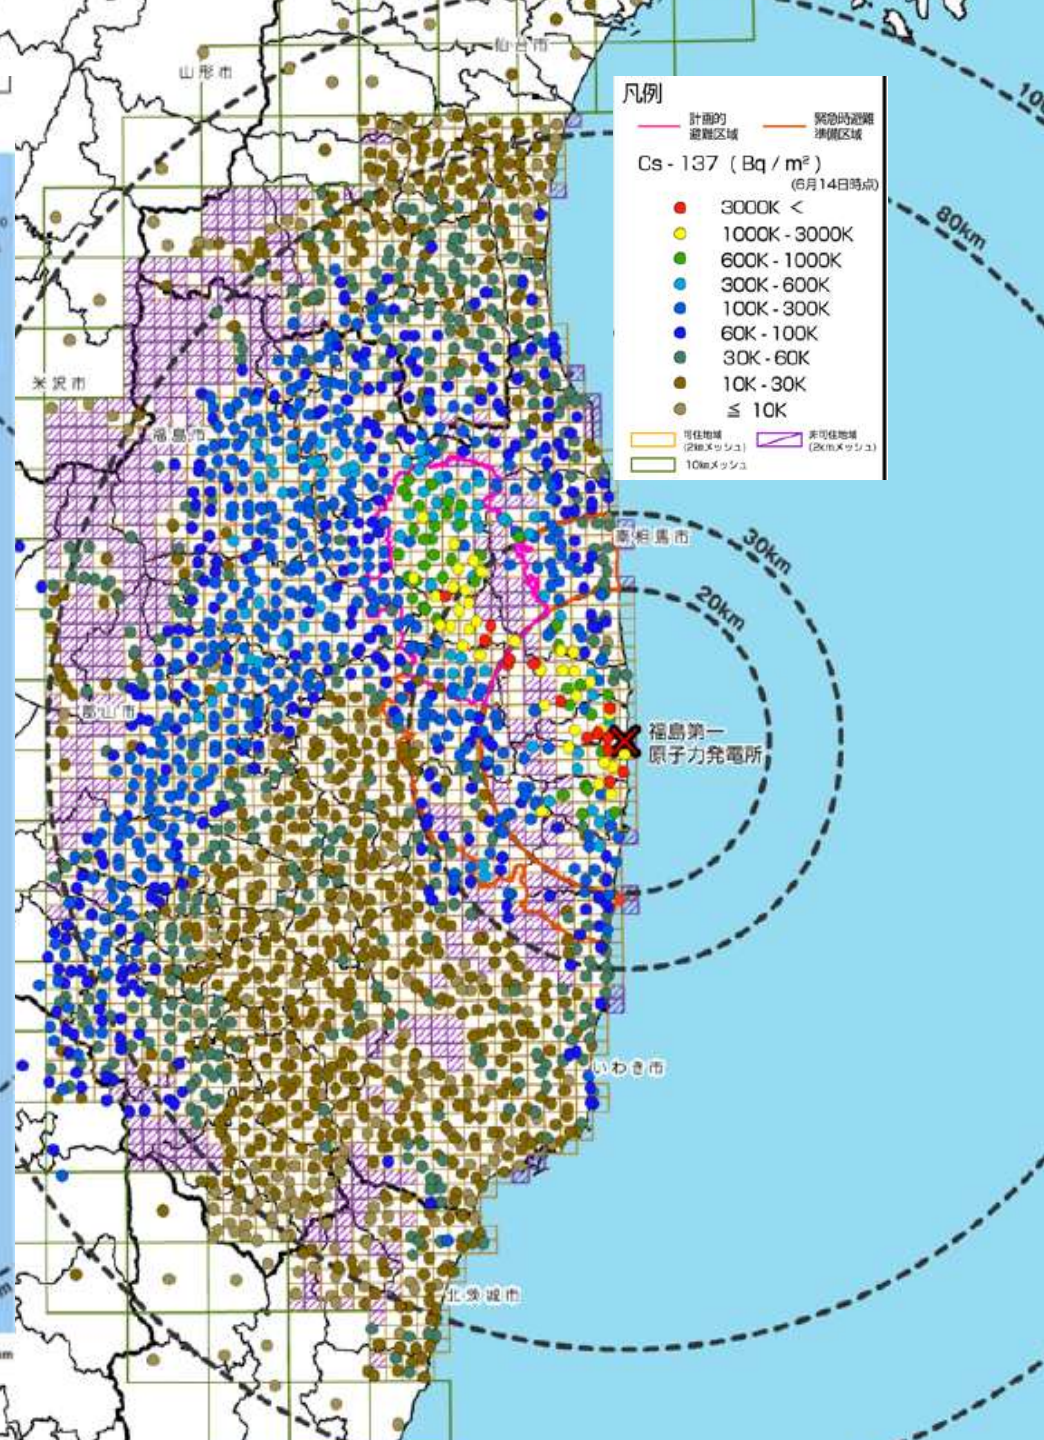 仙台市
山形市
凡例
計画的
避難区域
緊急時避難
準備区域
Cs - 137 ( Bq / m² )
(6月14日時点)
3000K <
1000K - 3000K
600K - 1000K
300K - 600K
100K - 300K
60K - 100K
30K - 60K
10K - 30K
≦ 10K
可住地域
(2kmメッシュ)
非可住地域
(2kmメッシュ)
10kmメッシュ
80km
米沢市
福島市
南相馬市
30km
20km
郡山市
福島第一
原子力発電所
いわき市
北茨城市